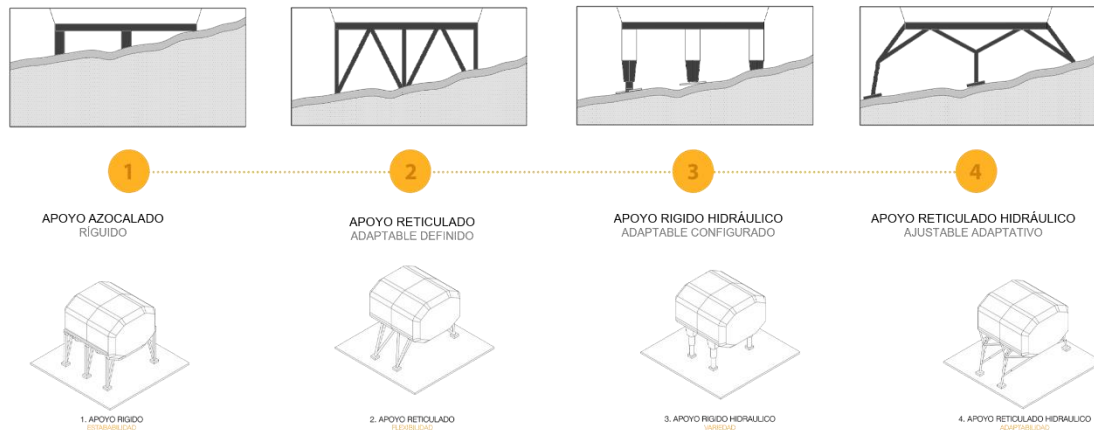 1
2
3
4
APOYO AZOCALADO
RÍGUIDO
APOYO RETICULADO
ADAPTABLE DEFINIDO
APOYO RIGIDO HIDRÁULICO
ADAPTABLE CONFIGURADO
APOYO RETICULADO HIDRÁULICO
AJUSTABLE ADAPTATIVO
1. APOYO RIGIDO
ESTABABILIDAD
2. APOYO RETICULADO
FLEXIBILIDAD
3. APOYO RIGIDO HIDRAULICO
VARIEDAD
4. APOYO RETICULADO HIDRAULICO
ADAPTABILIDAD